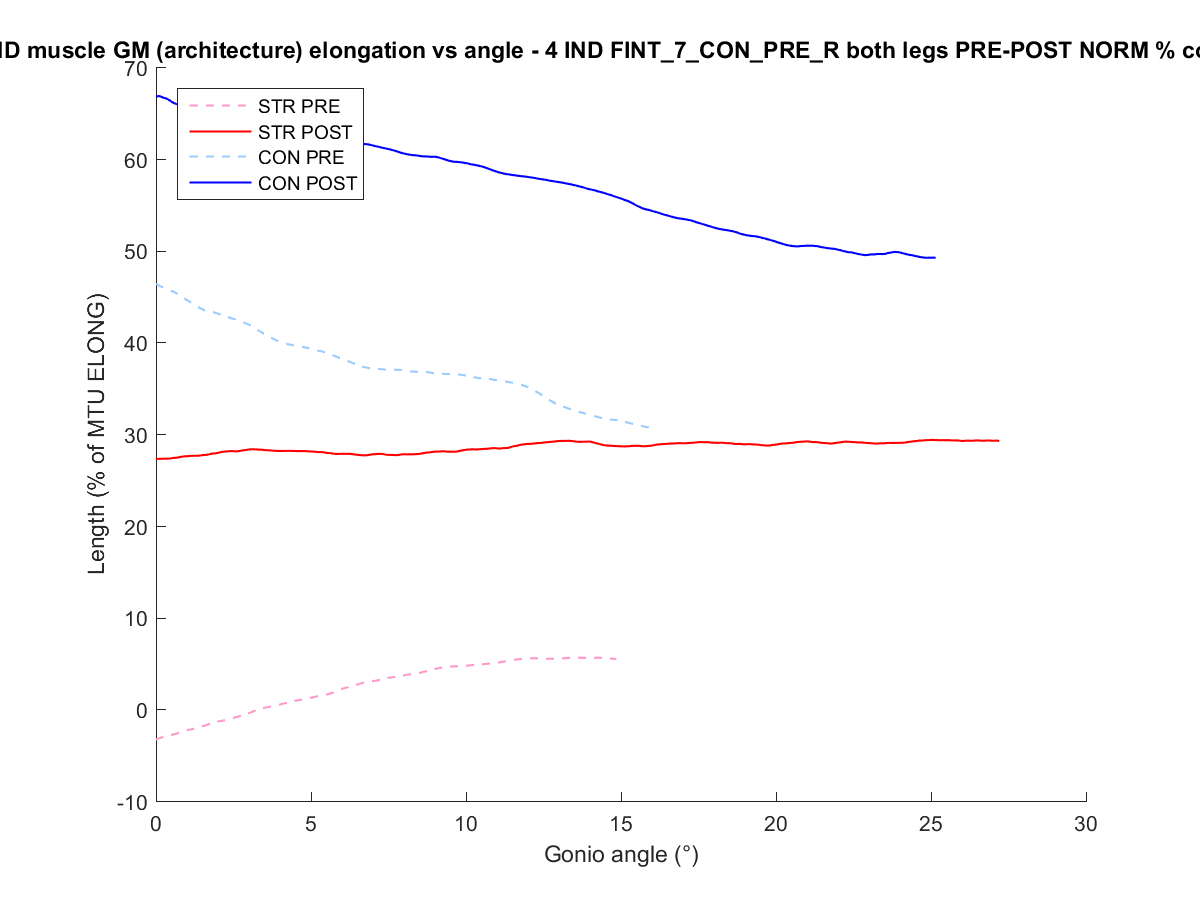 muscle GM (architecture) elongation vs angle - 4 IND FINT_7_CON_PRE_R both legs PRE-POST NORM %
70
60
50
40
30
20
10
0
-10
STR PRE
STR POST
CON PRE
CON POST
Length (% of MTU ELONG)
0 5 10 15 20 25 30
Gonio angle (°)